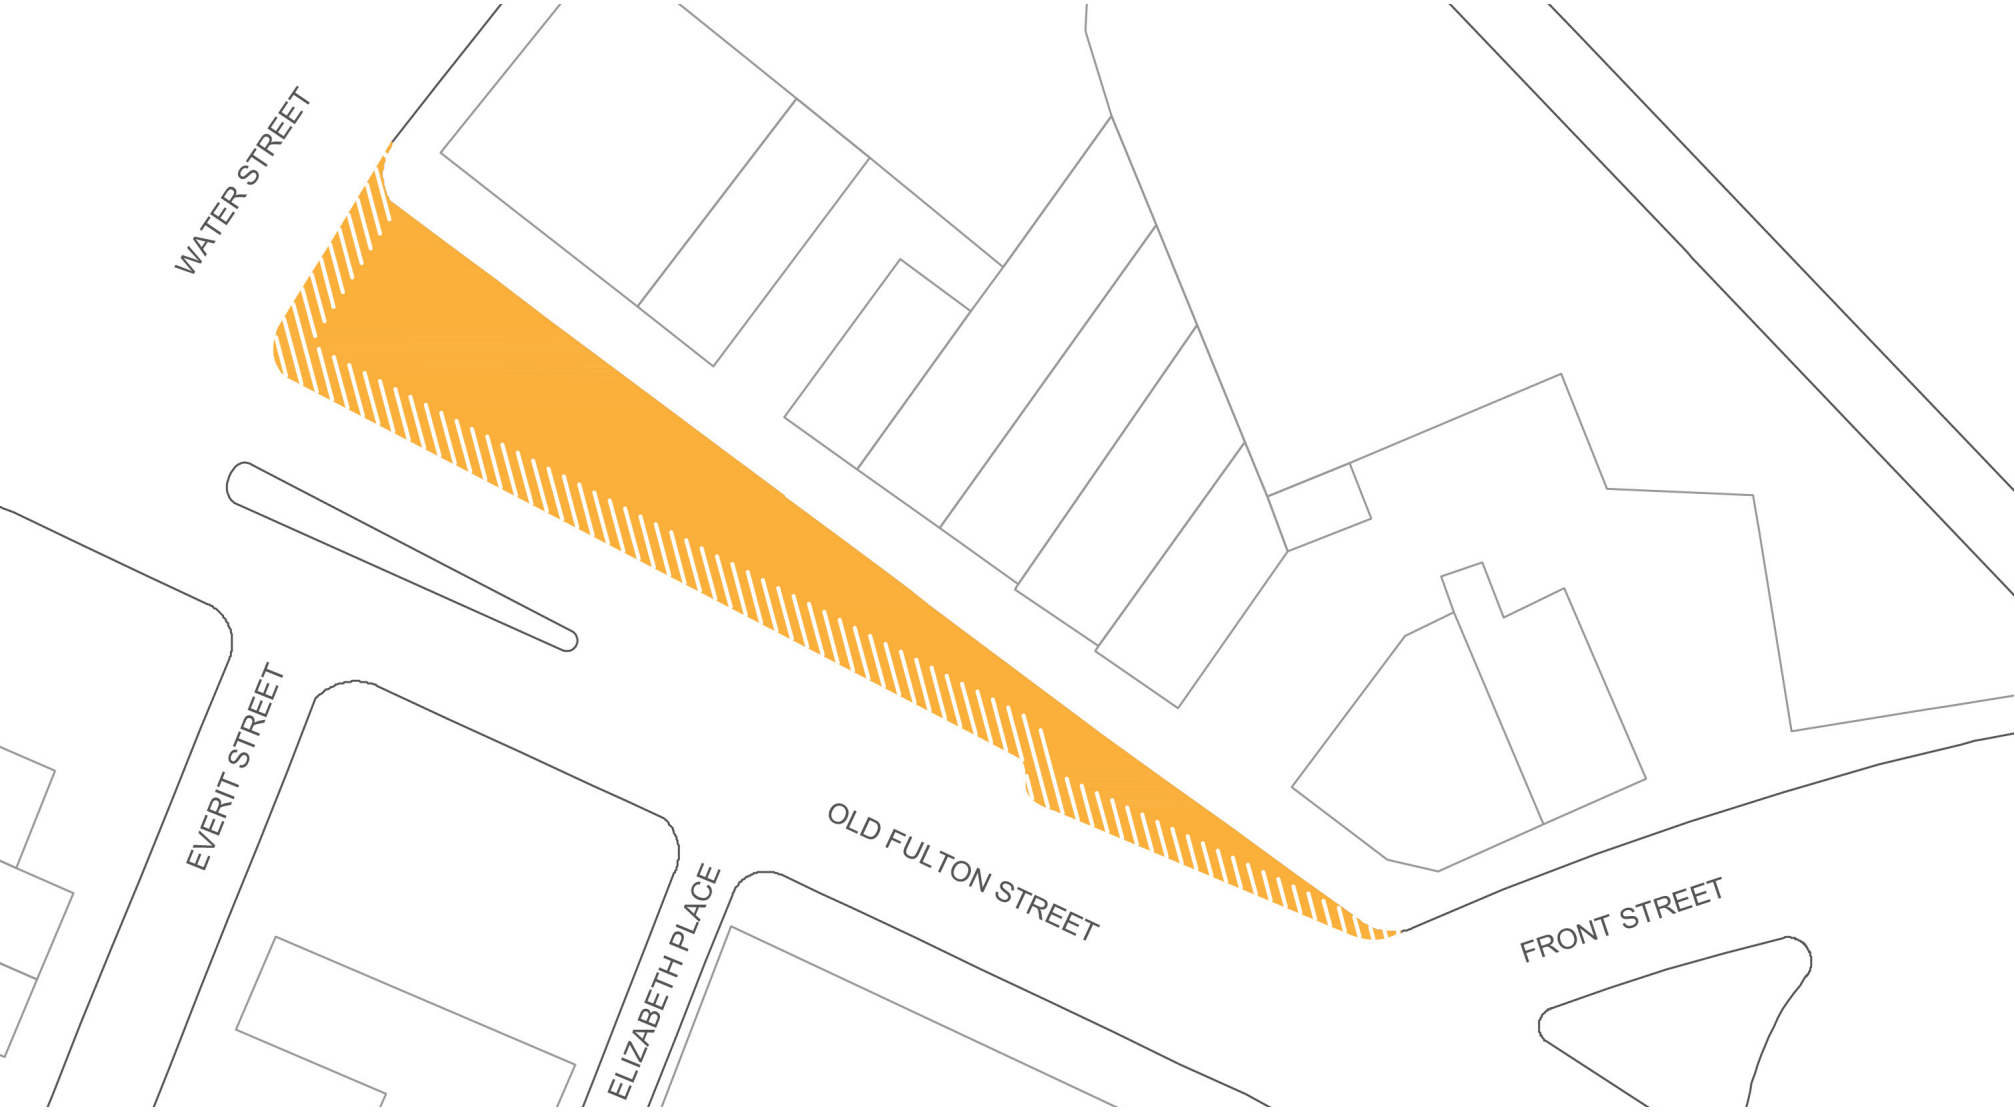 WATER STREET
EVERIT STREET
OLD FULTON STREET
ELIZABETH PLACE
FRONT STREET